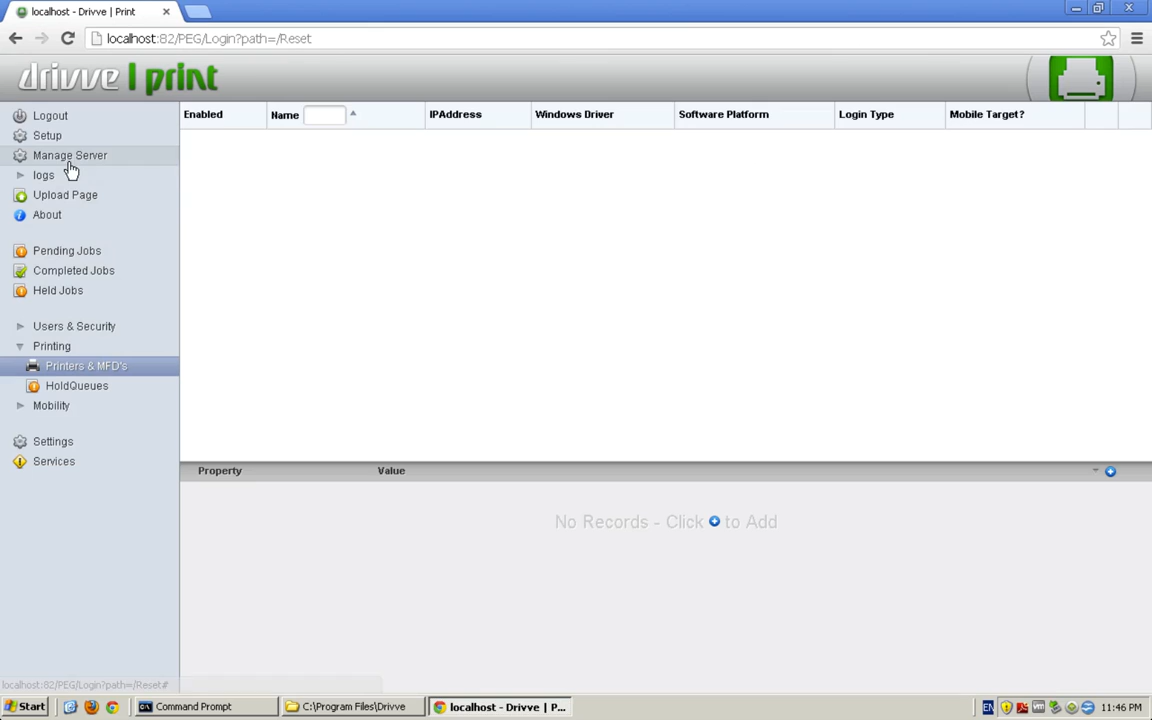 localhost - Drivve | Print
localhost:82/PEG/Login?path=/Reset
drivve | print
Logout
Setup
Manage Server
logs
Upload Page
About
Pending Jobs
Completed Jobs
Held Jobs
Users & Security
Printing
Printers & MFD's
HoldQueues
Mobility
Settings
Services
Enabled Name IPAddress Windows Driver Software Platform Login Type Mobile Target?
Property Value
No Records - Click to Add
localhost:82/PEG/Login?path=/Reset#
Start Command Prompt C:\Program Files\Drivve localhost - Drivve | P... EN 11:46 PM